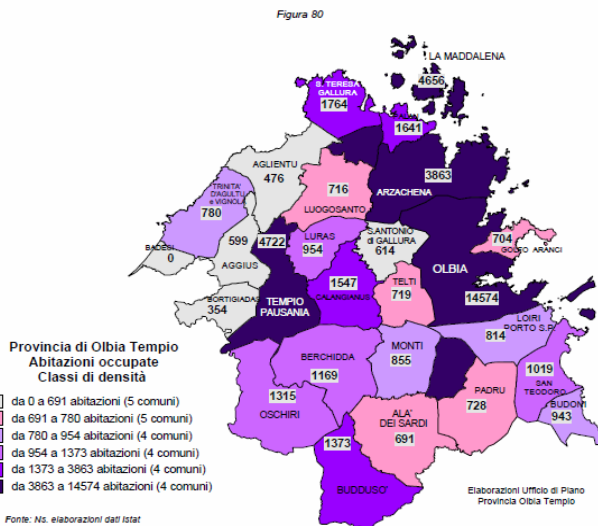 Figura 80
LA MADDALENA
4656
S. TERESA
GALLURA
1764
1641
AGLIENTU
476
3863
ARZACHENA
716
LUOGOSANTO
TRINITA'
D'AGULTU
e VIGNOLA
780
BADESI
0
599
AGGIUS
4722
LURAS
954
S.ANTONIO
di GALLURA
614
704
GOLFO ARANCI
OLBIA
14574
1547
CALANGIANUS
TELTI
719
BORTIGIADAS
354
TEMPIO
PAUSANIA
LOIRI
PORTO S.P.
814
MONTI
855
BERCHIDDA
1169
1019
SAN
TEODORO
1315
OSCHIRI
PADRU
728
BUDONI
943
ALA'
DEI SARDI
691
1373
BUDDUSO'
Provincia di Olbia Tempio
Abitazioni occupate
Classi di densità
da 0 a 691 abitazioni (5 comuni)
da 691 a 780 abitazioni (5 comuni)
da 780 a 954 abitazioni (4 comuni)
da 954 a 1373 abitazioni (4 comuni)
da 1373 a 3863 abitazioni (4 comuni)
da 3863 a 14574 abitazioni (4 comuni)
Elaborazioni Ufficio di Piano
Provincia Olbia Tempio
Fonte: Ns. elaborazioni dati Istat